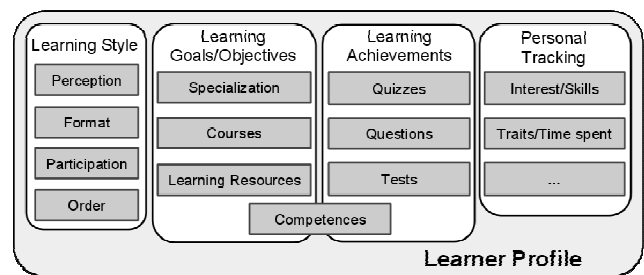 Learning Style
Perception
Format
Participation
Order
Learning
Goals/Objectives
Specialization
Courses
Learning Resources
Learning
Achievements
Quizzes
Questions
Tests
Competences
Personal
Tracking
Interest/Skills
Traits/Time spent
...
Learner Profile